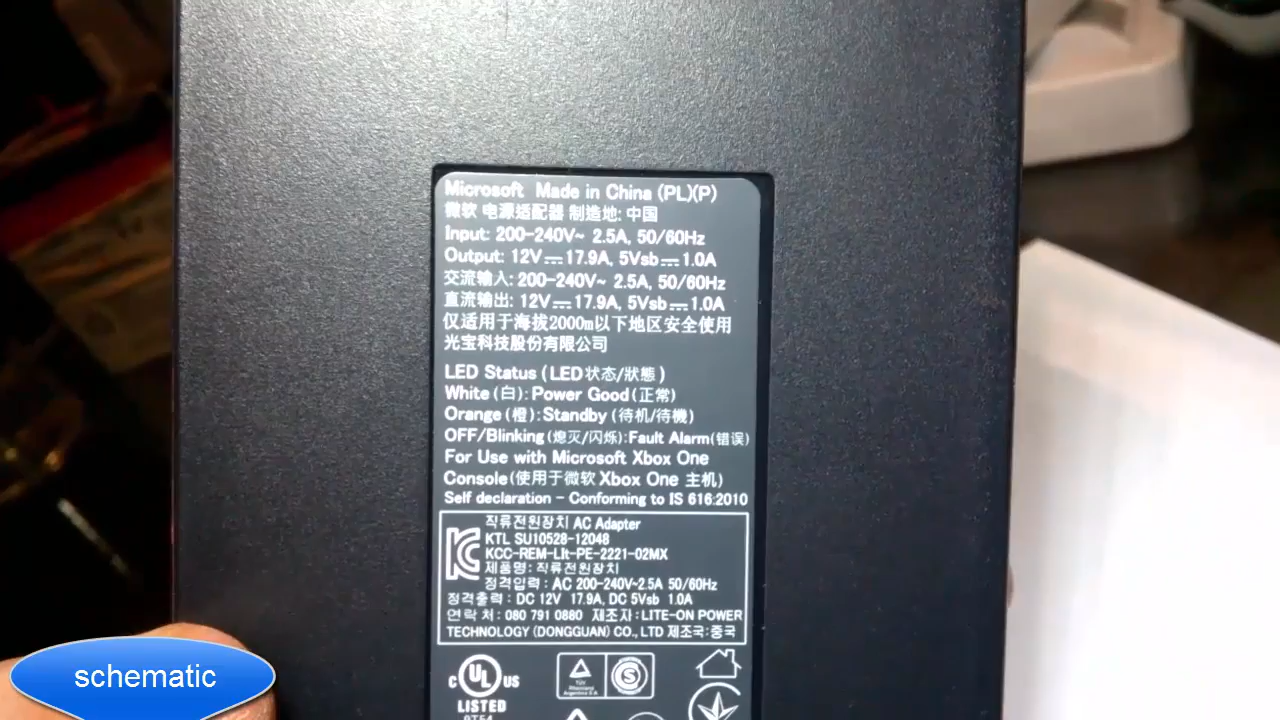 Microsoft Made in China (PL)(P)
微软 电源适配器 制造地: 中国
Input: 200-240V~ 2.5A, 50/60Hz
Output: 12V⎓17.9A, 5Vsb⎓1.0A
交流输入: 200-240V~ 2.5A, 50/60Hz
直流输出: 12V⎓17.9A, 5Vsb⎓1.0A
仅适用于海拔2000m以下地区安全使用
光宝科技股份有限公司
LED Status (LED状态/狀態)
White(白): Power Good(正常)
Orange(橙): Standby (待机/待機)
OFF/Blinking(熄灭/闪烁): Fault Alarm(错误)
For Use with Microsoft Xbox One
Console(使用于微软 Xbox One 主机)
Self declaration - Conforming to IS 616:2010
직류전원장치 AC Adapter
KTL SU10528-12048
KCC-REM-LIt-PE-2221-02MX
제품명: 직류전원장치
정격입력: AC 200-240V~2.5A 50/60Hz
정격출력: DC 12V 17.9A, DC 5Vsb 1.0A
연락처: 080 791 0880 제조자: LITE-ON POWER
TECHNOLOGY (DONGGUAN) CO., LTD 제조국: 중국
C UL US
LISTED
TÜV
Rheinland
Argentina S.A.
S
schematic